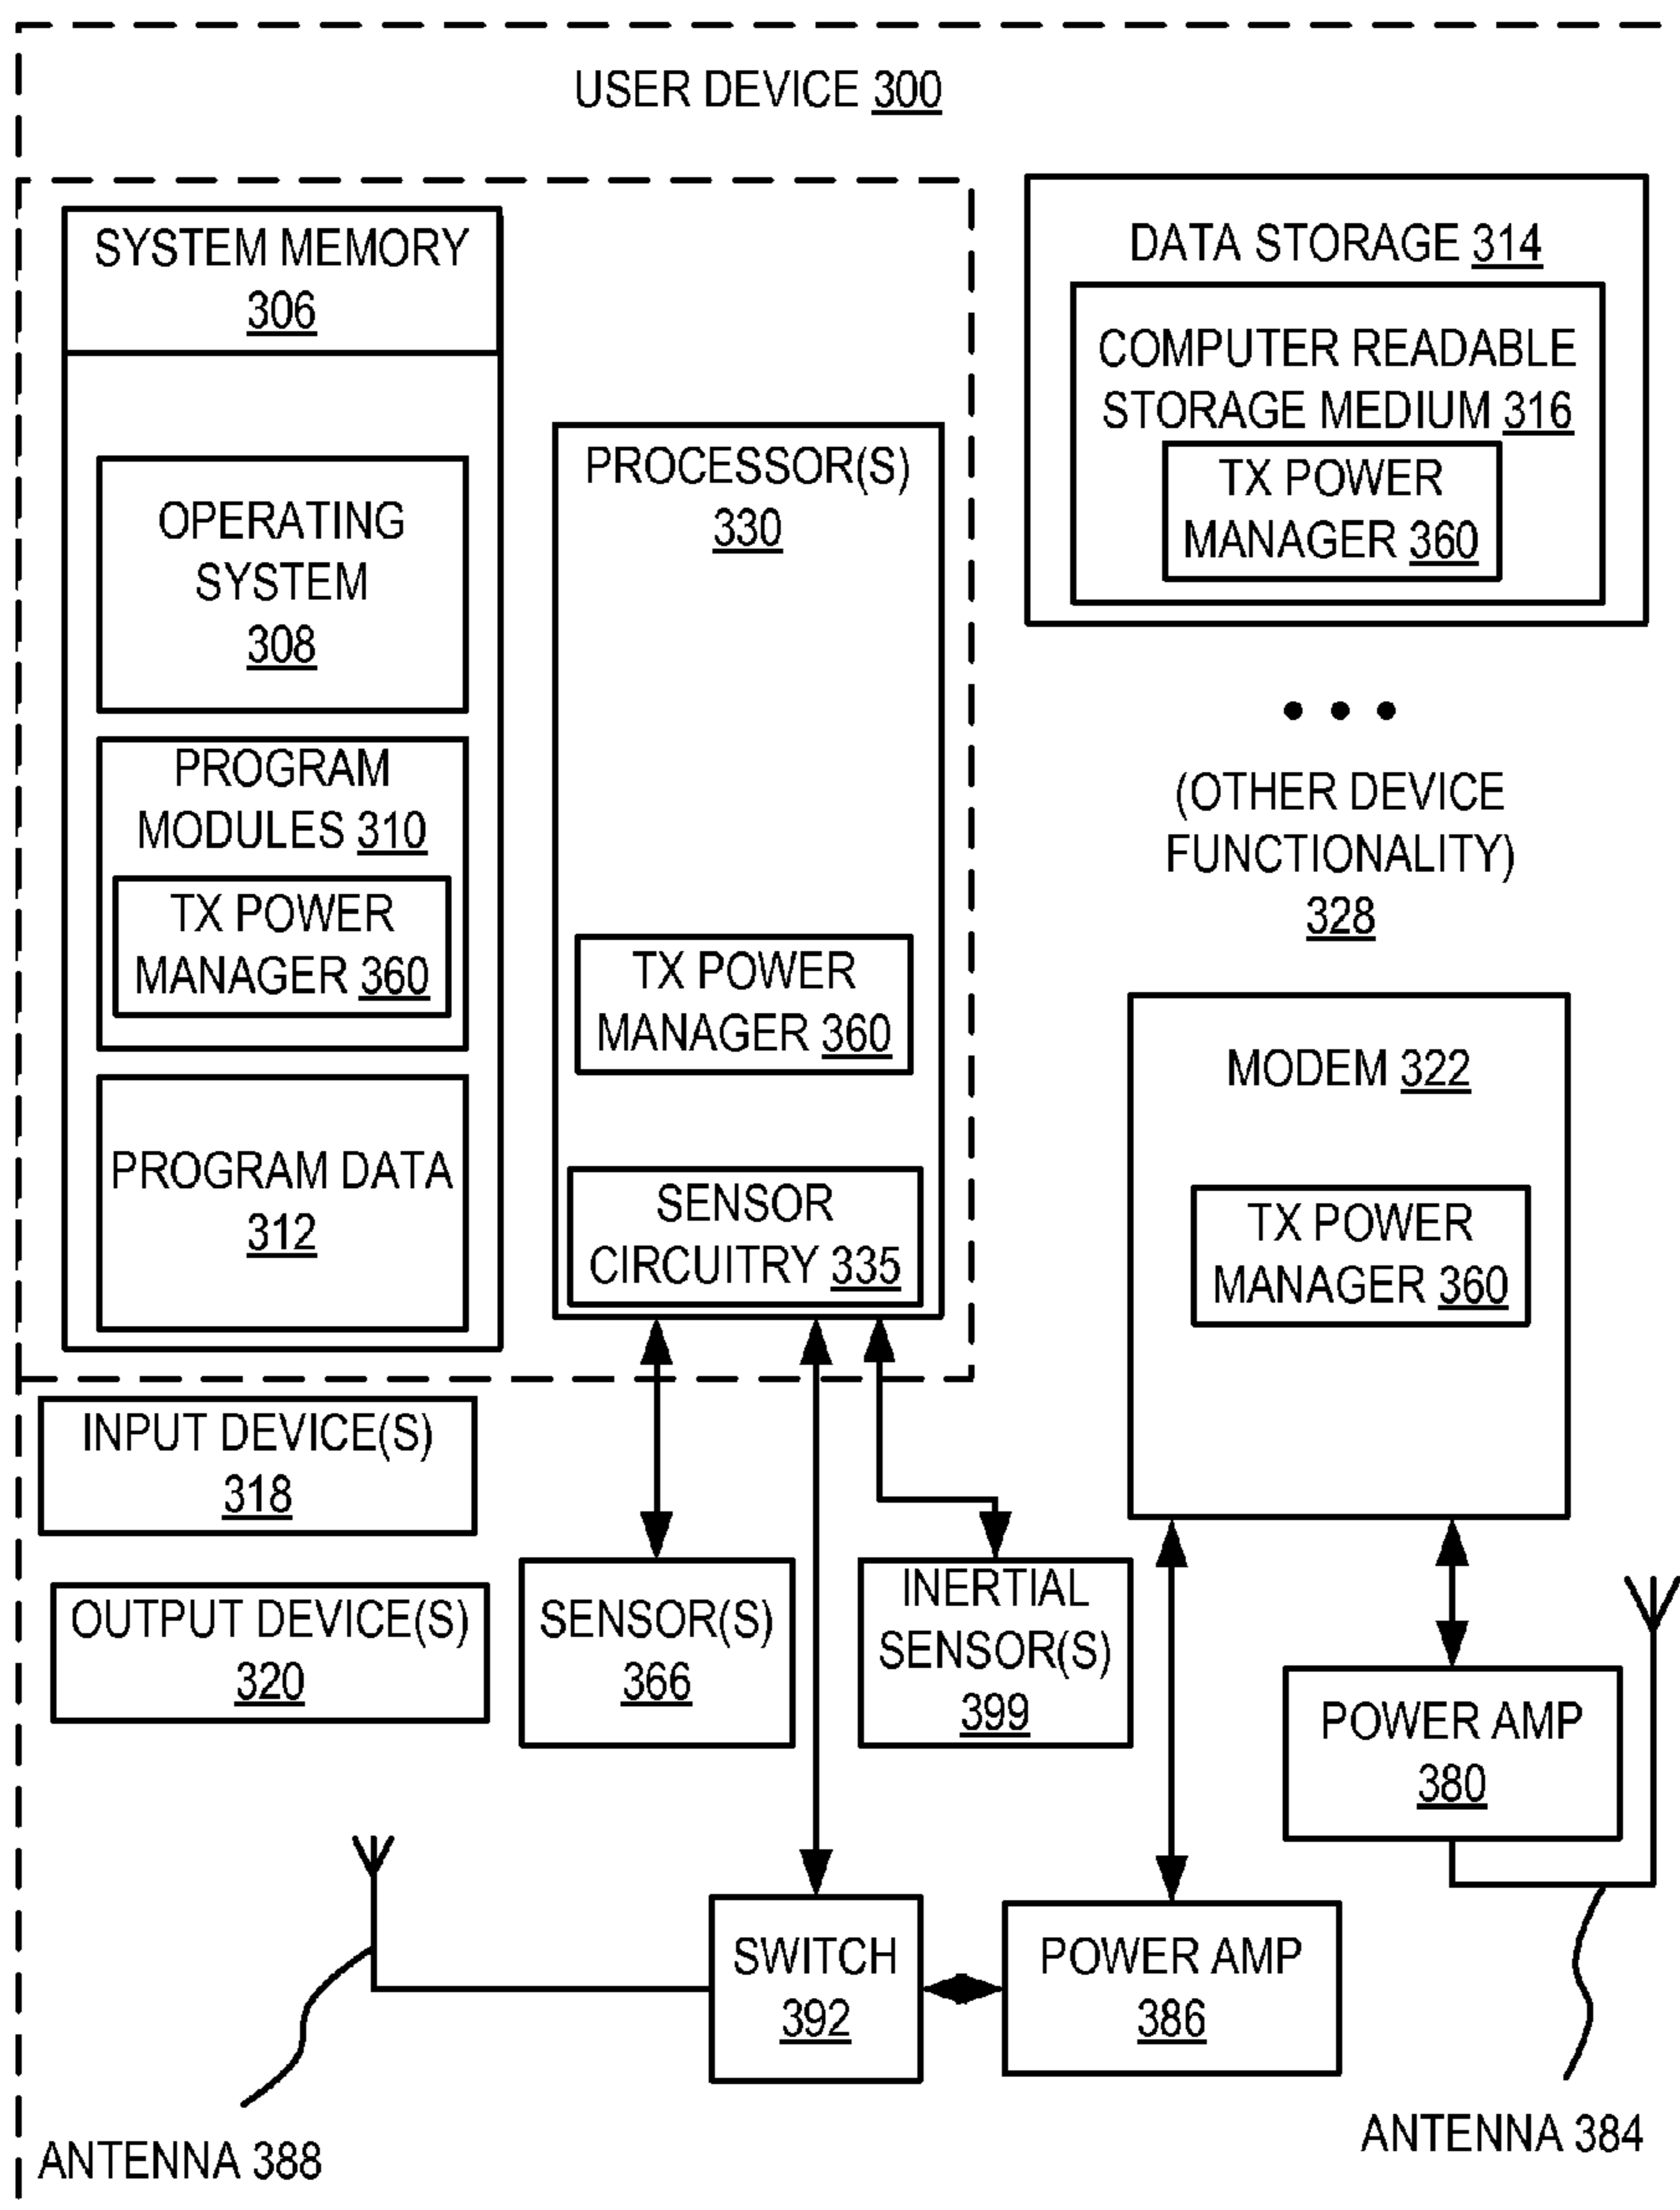 USER DEVICE 300
SYSTEM MEMORY
306
OPERATING
SYSTEM
308
PROGRAM
MODULES 310
TX POWER
MANAGER 360
PROGRAM DATA
312
PROCESSOR(S)
330
TX POWER
MANAGER 360
SENSOR
CIRCUITRY 335
DATA STORAGE 314
COMPUTER READABLE
STORAGE MEDIUM 316
TX POWER
MANAGER 360
(OTHER DEVICE
FUNCTIONALITY)
328
MODEM 322
TX POWER
MANAGER 360
INPUT DEVICE(S)
318
OUTPUT DEVICE(S)
320
SENSOR(S)
366
INERTIAL
SENSOR(S)
399
POWER AMP
380
SWITCH
392
POWER AMP
386
ANTENNA 388
ANTENNA 384